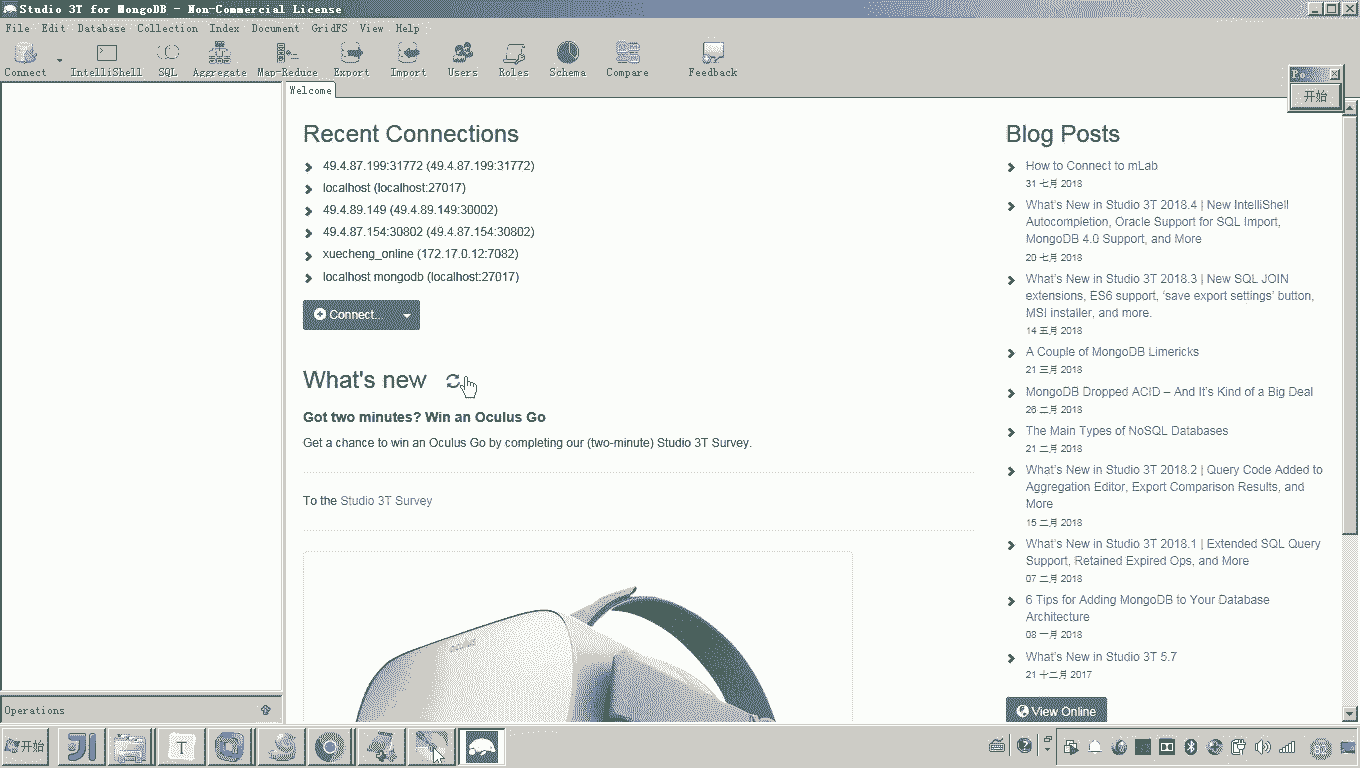 Studio 3T for MongoDB - Non-Commercial License
File Edit Database Collection Index Document GridFS View Help
Connect IntelliShell SQL Aggregate Map-Reduce Export Import Users Roles Schema Compare Feedback
Po.
开始
Welcome
Recent Connections
49.4.87.199:31772 (49.4.87.199:31772)
localhost (localhost:27017)
49.4.89.149 (49.4.89.149:30002)
49.4.87.154:30802 (49.4.87.154:30802)
xuecheng_online (172.17.0.12:7082)
localhost mongodb (localhost:27017)
Connect...
What's new
Got two minutes? Win an Oculus Go
Get a chance to win an Oculus Go by completing our (two-minute) Studio 3T Survey.
To the Studio 3T Survey
oculus
Blog Posts
How to Connect to mLab
31 七月 2018
What's New in Studio 3T 2018.4 | New IntelliShell
Autocompletion, Oracle Support for SQL Import,
MongoDB 4.0 Support, and More
20 七月 2018
What's New in Studio 3T 2018.3 | New SQL JOIN
extensions, ES6 support, 'save export settings' button,
MSI installer, and more.
14 五月 2018
A Couple of MongoDB Limericks
21 三月 2018
MongoDB Dropped ACID – And It's Kind of a Big Deal
26 二月 2018
The Main Types of NoSQL Databases
21 二月 2018
What's New in Studio 3T 2018.2 | Query Code Added to
Aggregation Editor, Export Comparison Results, and
More
15 二月 2018
What's New in Studio 3T 2018.1 | Extended SQL Query
Support, Retained Expired Ops, and More
07 二月 2018
6 Tips for Adding MongoDB to Your Database
Architecture
08 一月 2018
What's New in Studio 3T 5.7
21 十二月 2017
View Online
Operations
开始
T